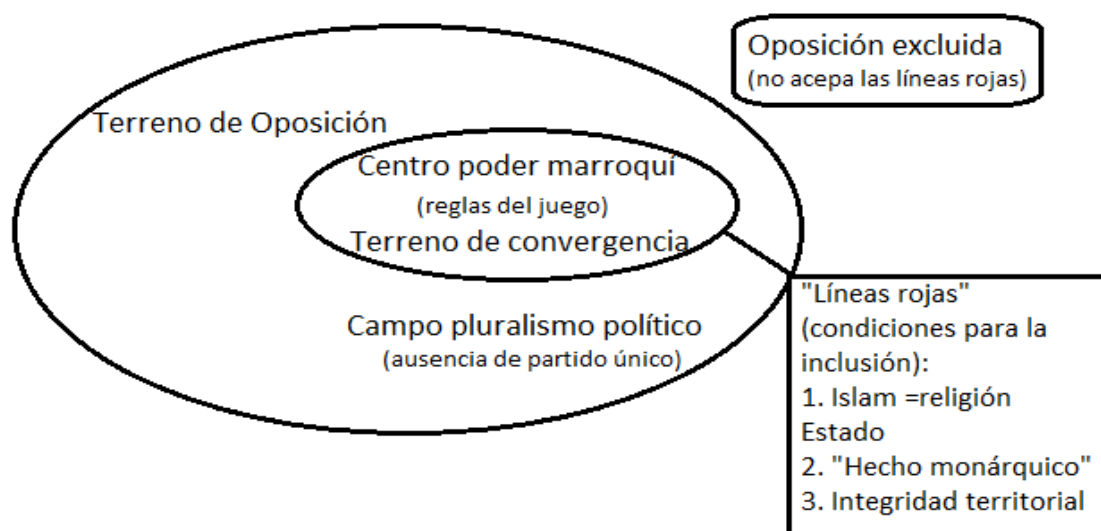 Oposición excluida
(no acepa las líneas rojas)
Terreno de Oposición
Centro poder marroquí
(reglas del juego)
Terreno de convergencia
Campo pluralismo político
(ausencia de partido único)
"Líneas rojas"
(condiciones para la
inclusión):
1. Islam =religión
Estado
2. "Hecho monárquico"
3. Integridad territorial